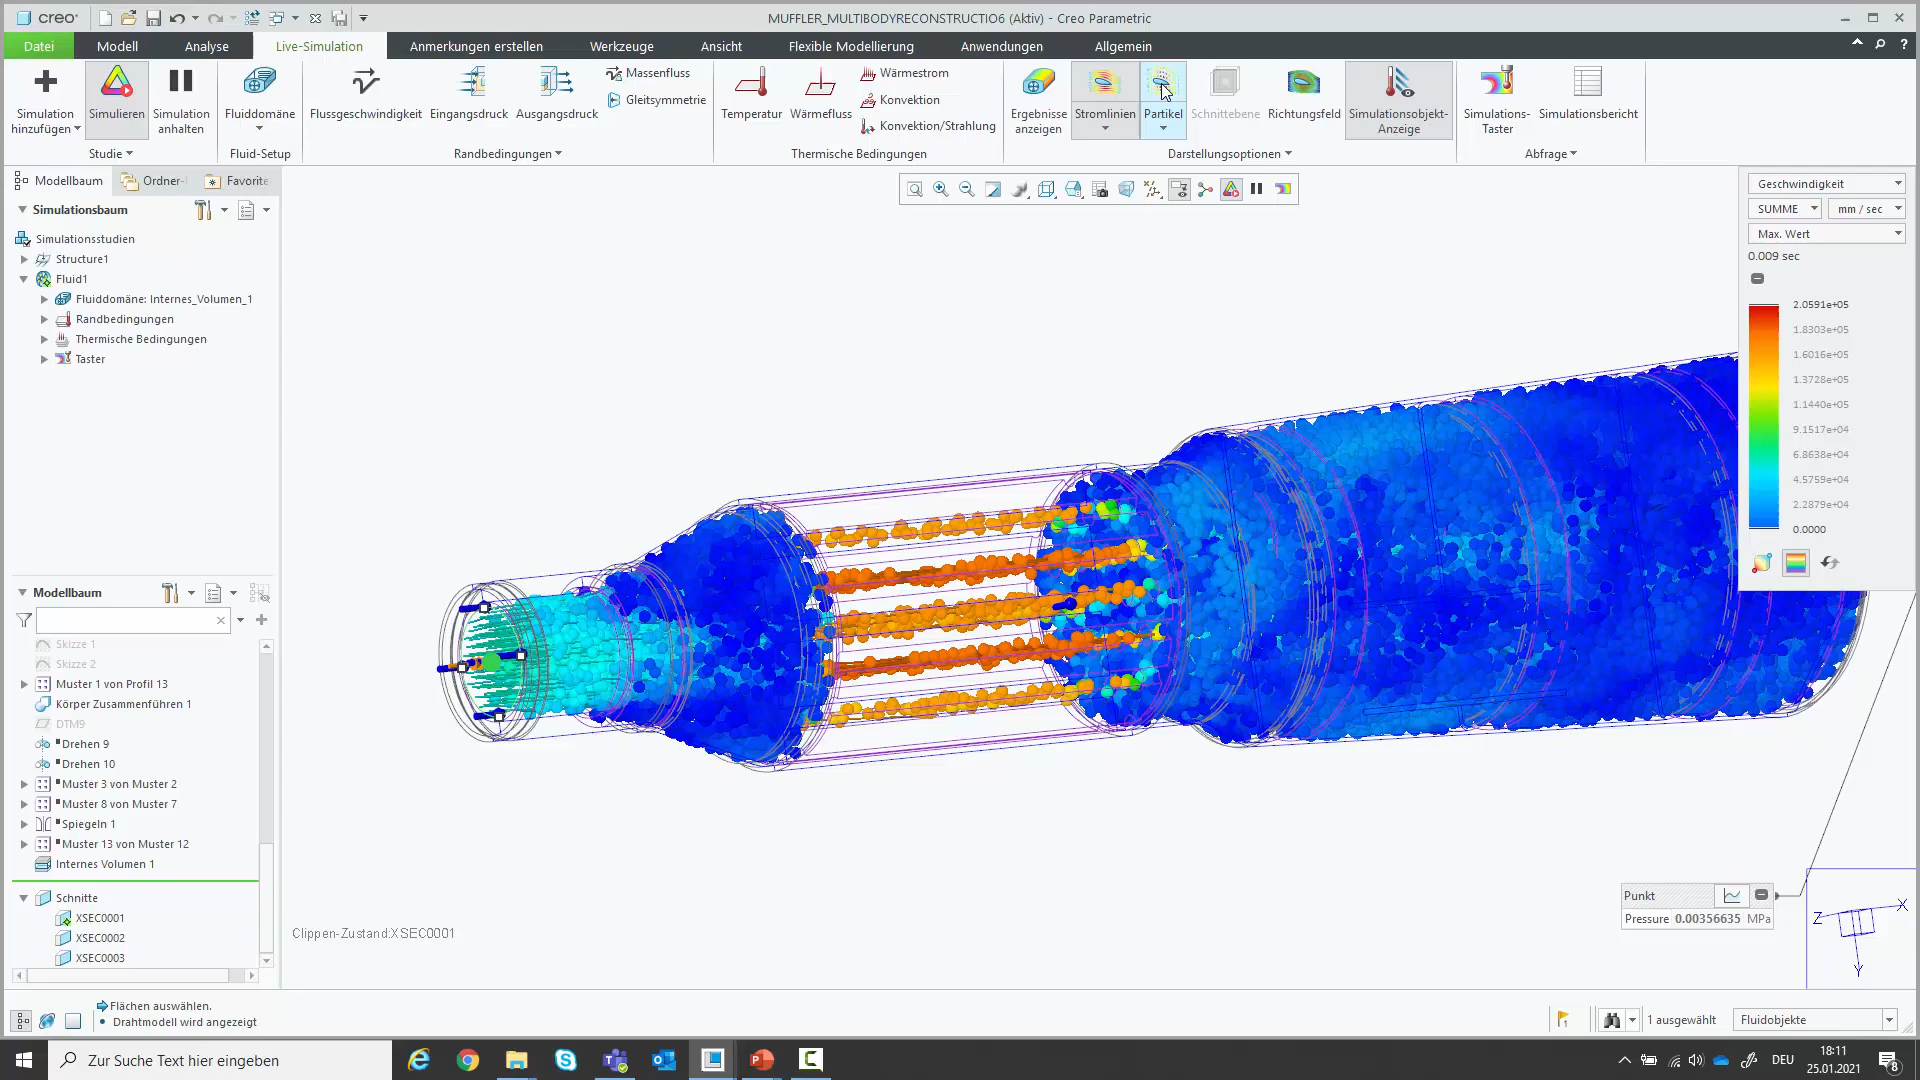 creo
MUFFLER_MULTIBODYRECONSTRUCTIO6 (Aktiv) - Creo Parametric
Datei
Modell
Analyse
Live-Simulation
Anmerkungen erstellen
Werkzeuge
Ansicht
Flexible Modellierung
Anwendungen
Allgemein
Simulation hinzufügen
Simulieren
Simulation anhalten
Fluiddomäne
Flussgeschwindigkeit
Eingangsdruck
Ausgangsdruck
Massenfluss
Gleitsymmetrie
Temperatur
Wärmefluss
Wärmestrom
Konvektion
Konvektion/Strahlung
Ergebnisse anzeigen
Stromlinien
Partikel
Schnittebene
Richtungsfeld
Simulationsobjekt-Anzeige
Simulations-Taster
Simulationsbericht
Studie
Fluid-Setup
Randbedingungen
Thermische Bedingungen
Darstellungsoptionen
Abfrage
Modellbaum
Ordner-
Favorite
Simulationsbaum
Simulationsstudien
Structure1
Fluid1
Fluiddomäne: Internes_Volumen_1
Randbedingungen
Thermische Bedingungen
Taster
Modellbaum
Skizze 1
Skizze 2
Muster 1 von Profil 13
Körper Zusammenführen 1
DTM9
Drehen 9
Drehen 10
Muster 3 von Muster 2
Muster 8 von Muster 7
Spiegeln 1
Muster 13 von Muster 12
Internes Volumen 1
Schnitte
XSEC0001
XSEC0002
XSEC0003
Geschwindigkeit
SUMME
mm / sec
Max. Wert
0.009 sec
2.0591e+05
1.8303e+05
1.6016e+05
1.3728e+05
1.1440e+05
9.1517e+04
6.8638e+04
4.5759e+04
2.2879e+04
0.0000
Clippen-Zustand:XSEC0001
Punkt
Pressure 0.00356635 MPa
Z
X
Y
Flächen auswählen.
Drahtmodell wird angezeigt
1 ausgewählt
Fluidobjekte
Zur Suche Text hier eingeben
DEU
18:11
25.01.2021
8